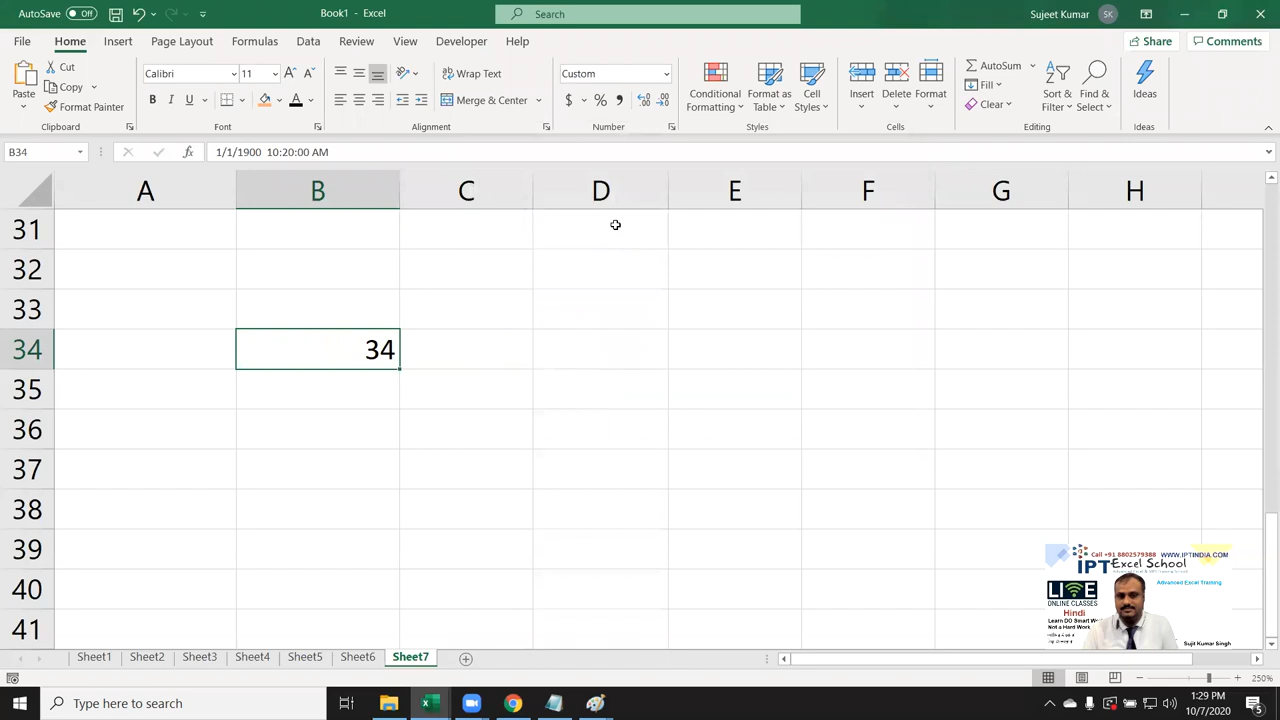 AutoSave Off Book1 - Excel Search Sujeet Kumar SK
File Home Insert Page Layout Formulas Data Review View Developer Help Share Comments
Paste Cut Copy Format Painter Clipboard
Calibri 11 A A B I U A Font
Wrap Text Merge & Center Alignment
Custom $ % , Number
Conditional Formatting Format as Table Cell Styles Styles
Insert Delete Format Cells
AutoSum Fill Clear Sort & Filter Find & Select Editing
Ideas Ideas
B34 fx 1/1/1900 10:20:00 AM
A B C D E F G H
31
32
33
34 34
35
36
37
38
39
40
41
Call +91 8802579388 WWW.IPTINDIA.COM
iPT Excel School
LIVE Advanced Excel Training
ONLINE CLASSES
Hindi
Learn DO Smart
Not a Hard Work
Sujit Kumar Singh
Sheet1 Sheet2 Sheet3 Sheet4 Sheet5 Sheet6 Sheet7
250%
Type here to search
1:29 PM
10/7/2020
5